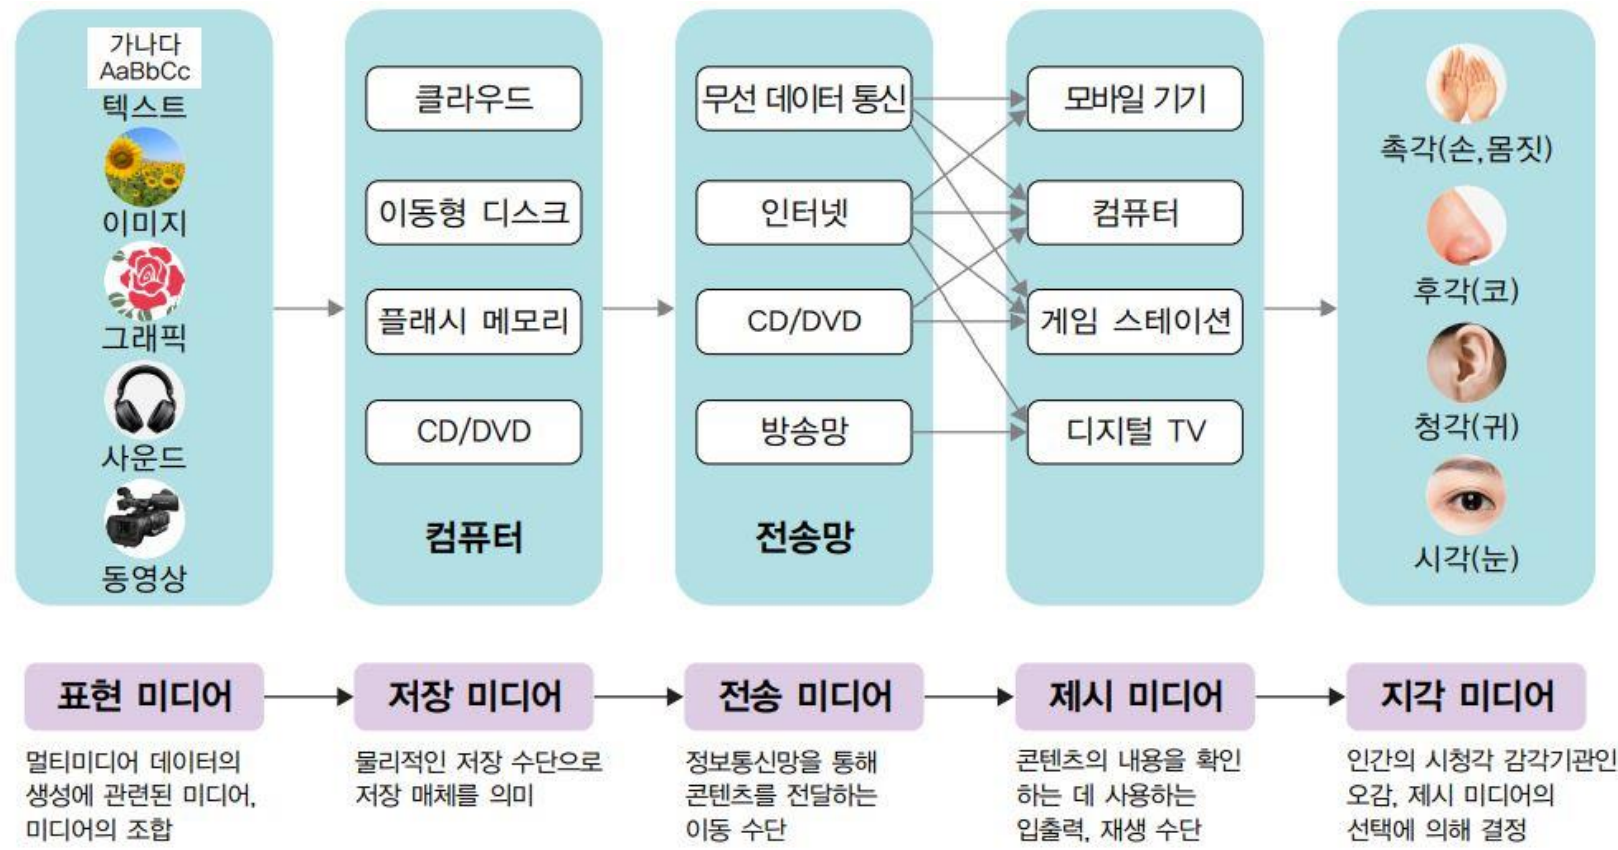 가나다
AaBbCc
텍스트
이미지
그래픽
사운드
동영상
클라우드
이동형 디스크
플래시 메모리
CD/DVD
컴퓨터
무선 데이터 통신
인터넷
CD/DVD
방송망
전송망
모바일 기기
컴퓨터
게임 스테이션
디지털 TV
촉각(손,몸짓)
후각(코)
청각(귀)
시각(눈)
표현 미디어
멀티미디어 데이터의
생성에 관련된 미디어,
미디어의 조합
저장 미디어
물리적인 저장 수단으로
저장 매체를 의미
전송 미디어
정보통신망을 통해
콘텐츠를 전달하는
이동 수단
제시 미디어
콘텐츠의 내용을 확인
하는 데 사용하는
입출력, 재생 수단
지각 미디어
인간의 시청각 감각기관인
오감, 제시 미디어의
선택에 의해 결정